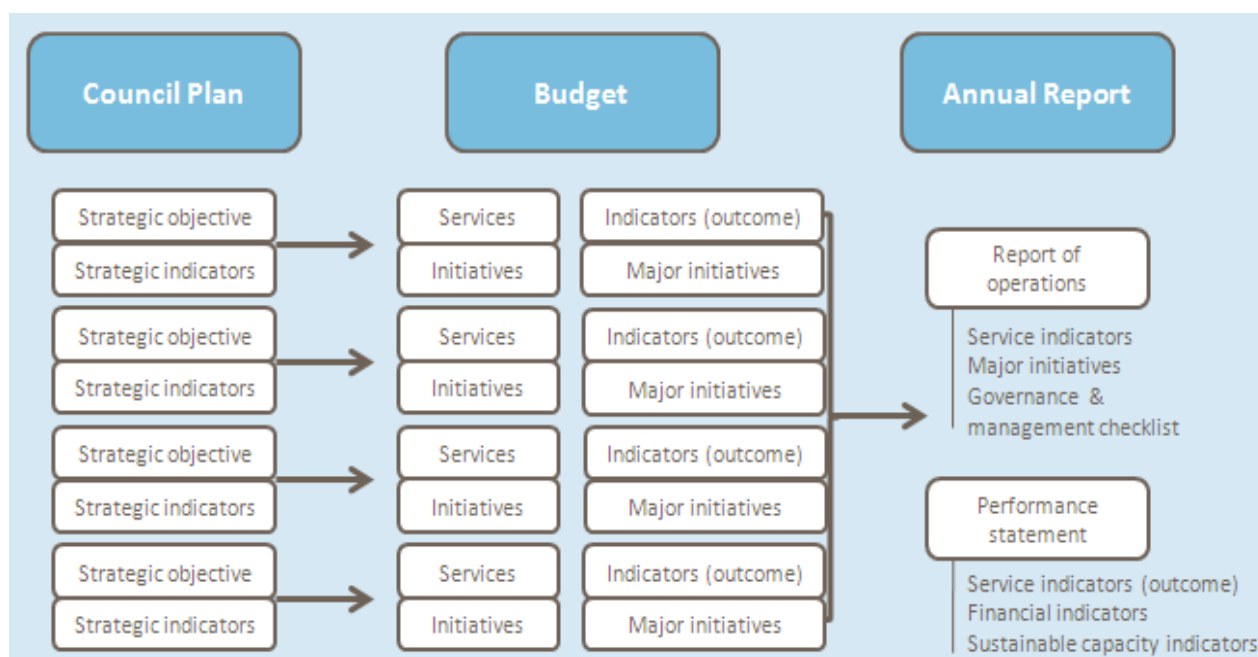 Council Plan
Budget
Annual Report
Strategic objective
Strategic indicators
Services
Initiatives
Indicators (outcome)
Major initiatives
Strategic objective
Strategic indicators
Services
Initiatives
Indicators (outcome)
Major initiatives
Strategic objective
Strategic indicators
Services
Initiatives
Indicators (outcome)
Major initiatives
Strategic objective
Strategic indicators
Services
Initiatives
Indicators (outcome)
Major initiatives
Report of
operations
Service indicators
Major initiatives
Governance &
management checklist
Performance
statement
Service indicators (outcome)
Financial indicators
Sustainable capacity indicators